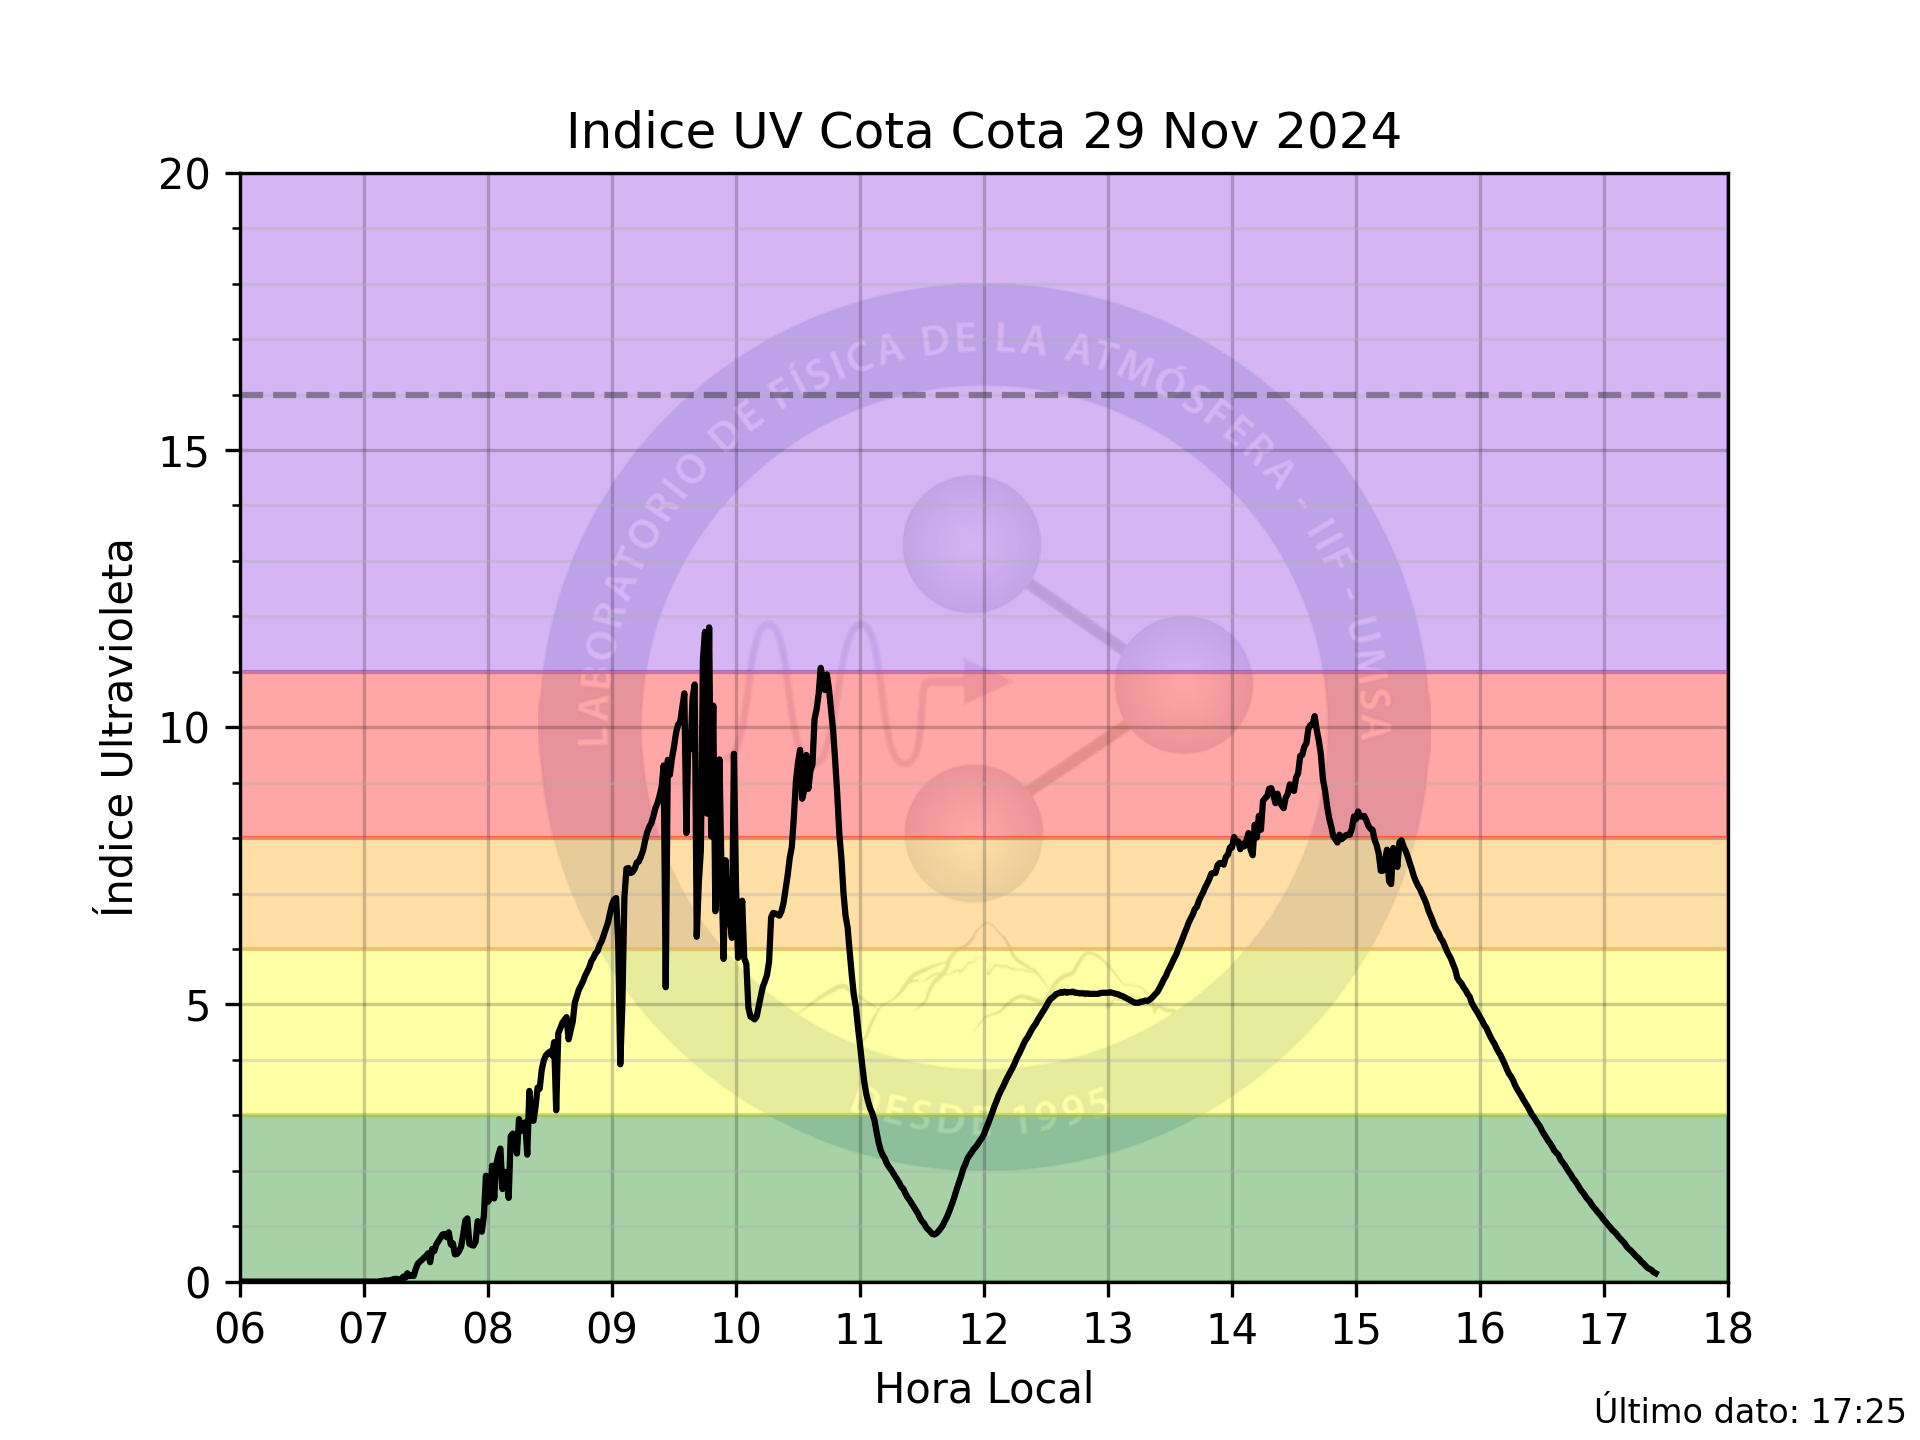 Indice UV Cota Cota 29 Nov 2024
20
15
10
5
0
Índice Ultravioleta
LABORATORIO DE FÍSICA DE LA ATMÓSFERA - IIF - UMSA
DESDE 1995
06 07 08 09 10 11 12 13 14 15 16 17 18
Hora Local
Último dato: 17:25